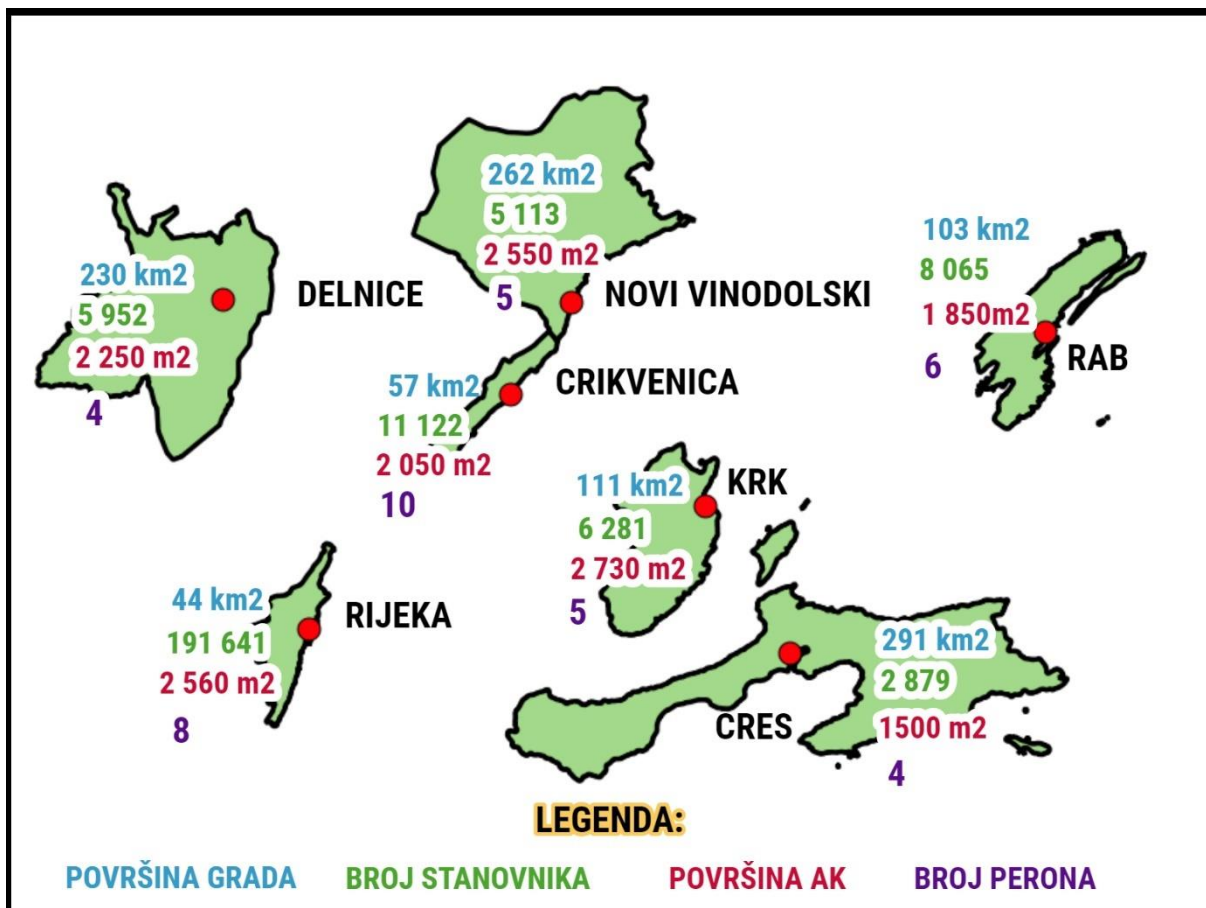 262 km2
5 113
2 550 m2
5
NOVI VINODOLSKI
230 km2
5 952
2 250 m2
4
DELNICE
103 km2
8 065
1 850m2
6
RAB
57 km2
11 122
2 050 m2
10
CRIKVENICA
111 km2
6 281
2 730 m2
5
KRK
44 km2
191 641
2 560 m2
8
RIJEKA
291 km2
2 879
1500 m2
4
CRES
LEGENDA:
POVRŠINA GRADA BROJ STANOVNIKA POVRŠINA AK BROJ PERONA